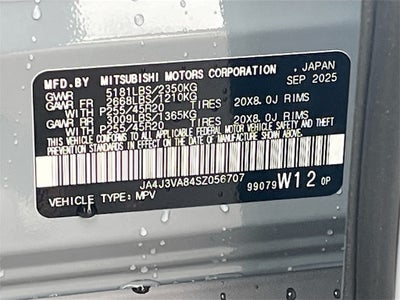 MFD.BY MITSUBISHI MOTORS CORPORATION, JAPAN
SEP 2025
GVWR 5181LBS/2350KG
GAWR FR 2668LBS/1210KG
WITH P255/45R20 TIRES 20X8.0J RIMS
GAWR RR 3009LBS/1365KG
WITH P255/45R20 TIRES 20X8.0J RIMS
THIS VEHICLE CONFORMS TO ALL APPLICABLE FEDERAL MOTOR VEHICLE SAFETY, BUMPER, AND THEFT PREVENTION STANDARDS IN EFFECT ON THE DATE OF MANUFACTURE SHOWN ABOVE.
JA4J3VA84SZ056707
VEHICLE TYPE: MPV
99079 W12 0P